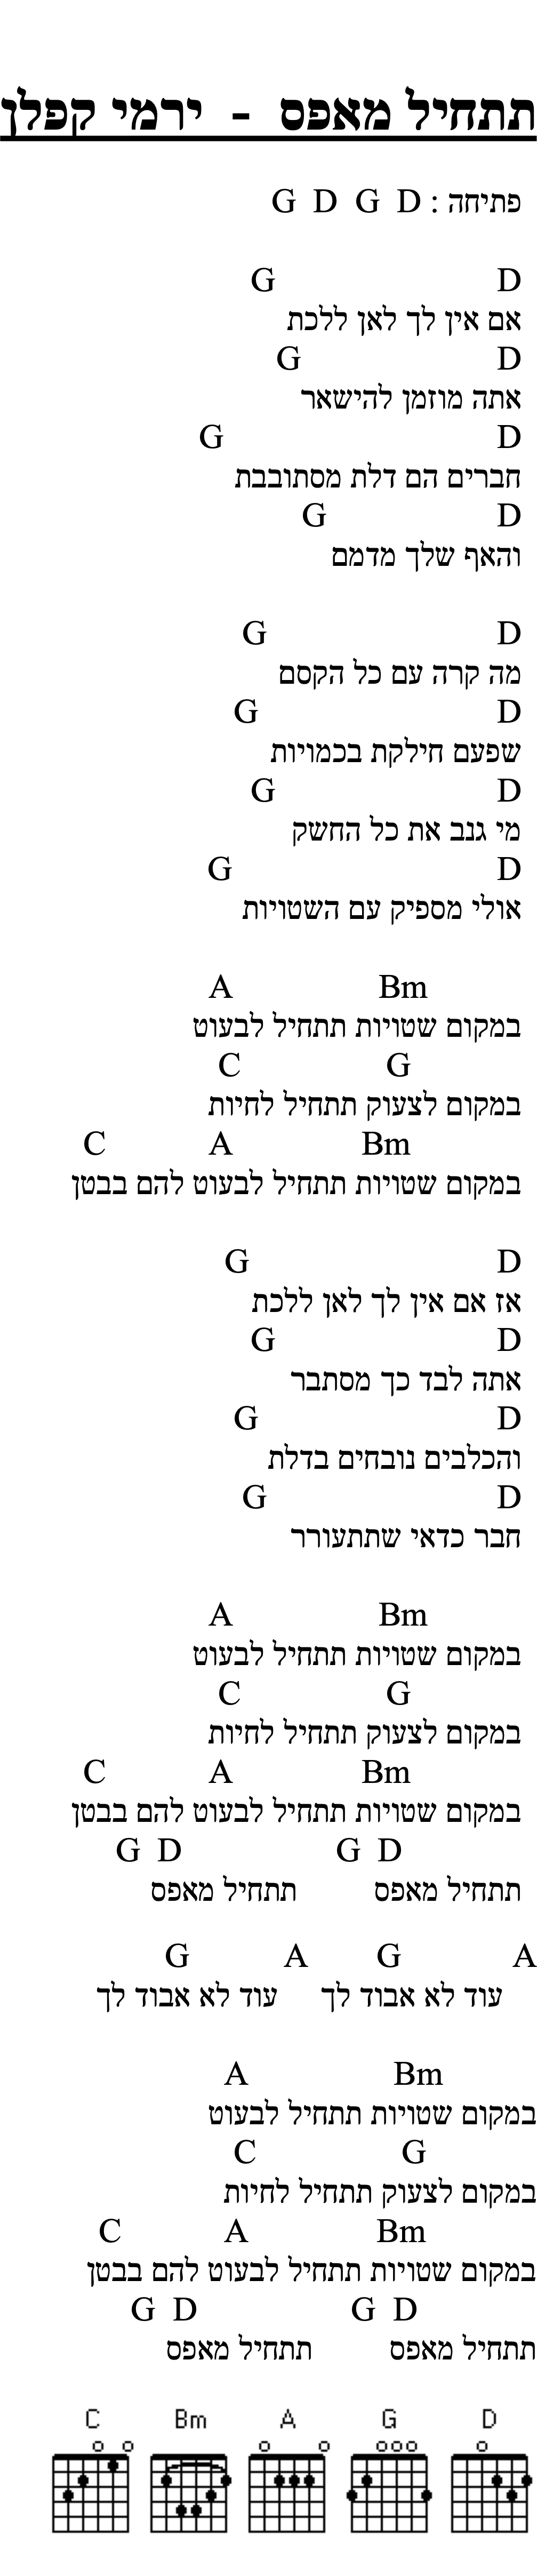 תתחיל מאפס - ירמי קפלן
פתיחה : G D G D
D G
אם אין לך לאן ללכת
D G
אתה מוזמן להישאר
D G
חברים הם דלת מסתובבת
D G
והאף שלך מדמם
D G
מה קרה עם כל הקסם
D G
שפעם חילקת בכמויות
D G
מי גנב את כל החשק
D G
אולי מספיק עם השטויות
Bm A
במקום שטויות תתחיל לבעוט
G C
במקום לצעוק תתחיל לחיות
Bm A C
במקום שטויות תתחיל לבעוט להם בבטן
D G
אז אם אין לך לאן ללכת
D G
אתה לבד כך מסתבר
D G
והכלבים נובחים בדלת
D G
חבר כדאי שתתעורר
Bm A
במקום שטויות תתחיל לבעוט
G C
במקום לצעוק תתחיל לחיות
Bm A C
במקום שטויות תתחיל לבעוט להם בבטן
D G D G
תתחיל מאפס תתחיל מאפס
A G A G
עוד לא אבוד לך עוד לא אבוד לך
Bm A
במקום שטויות תתחיל לבעוט
G C
במקום לצעוק תתחיל לחיות
Bm A C
במקום שטויות תתחיל לבעוט להם בבטן
D G D G
תתחיל מאפס תתחיל מאפס
C Bm A G D